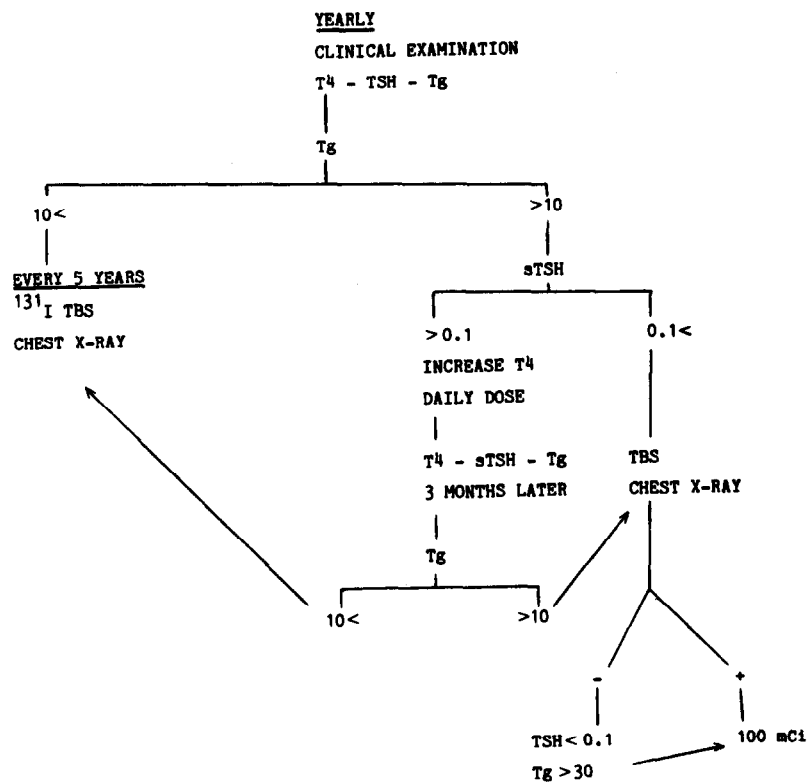 YEARLY
CLINICAL EXAMINATION
T4 - TSH - Tg
Tg
10<
>10
EVERY 5 YEARS
131I TBS
CHEST X-RAY
sTSH
>0.1
0.1<
INCREASE T4
DAILY DOSE
T4 - sTSH - Tg
3 MONTHS LATER
TBS
CHEST X-RAY
Tg
10<
>10
-
+
TSH<0.1
Tg>30
100 mCi